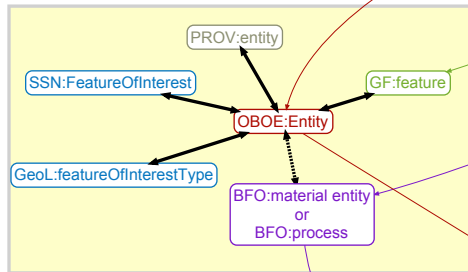 PROV:entity
SSN:FeatureOfInterest
GF:feature
OBOE:Entity
GeoL:featureOfInterestType
BFO:material entity
or
BFO:process